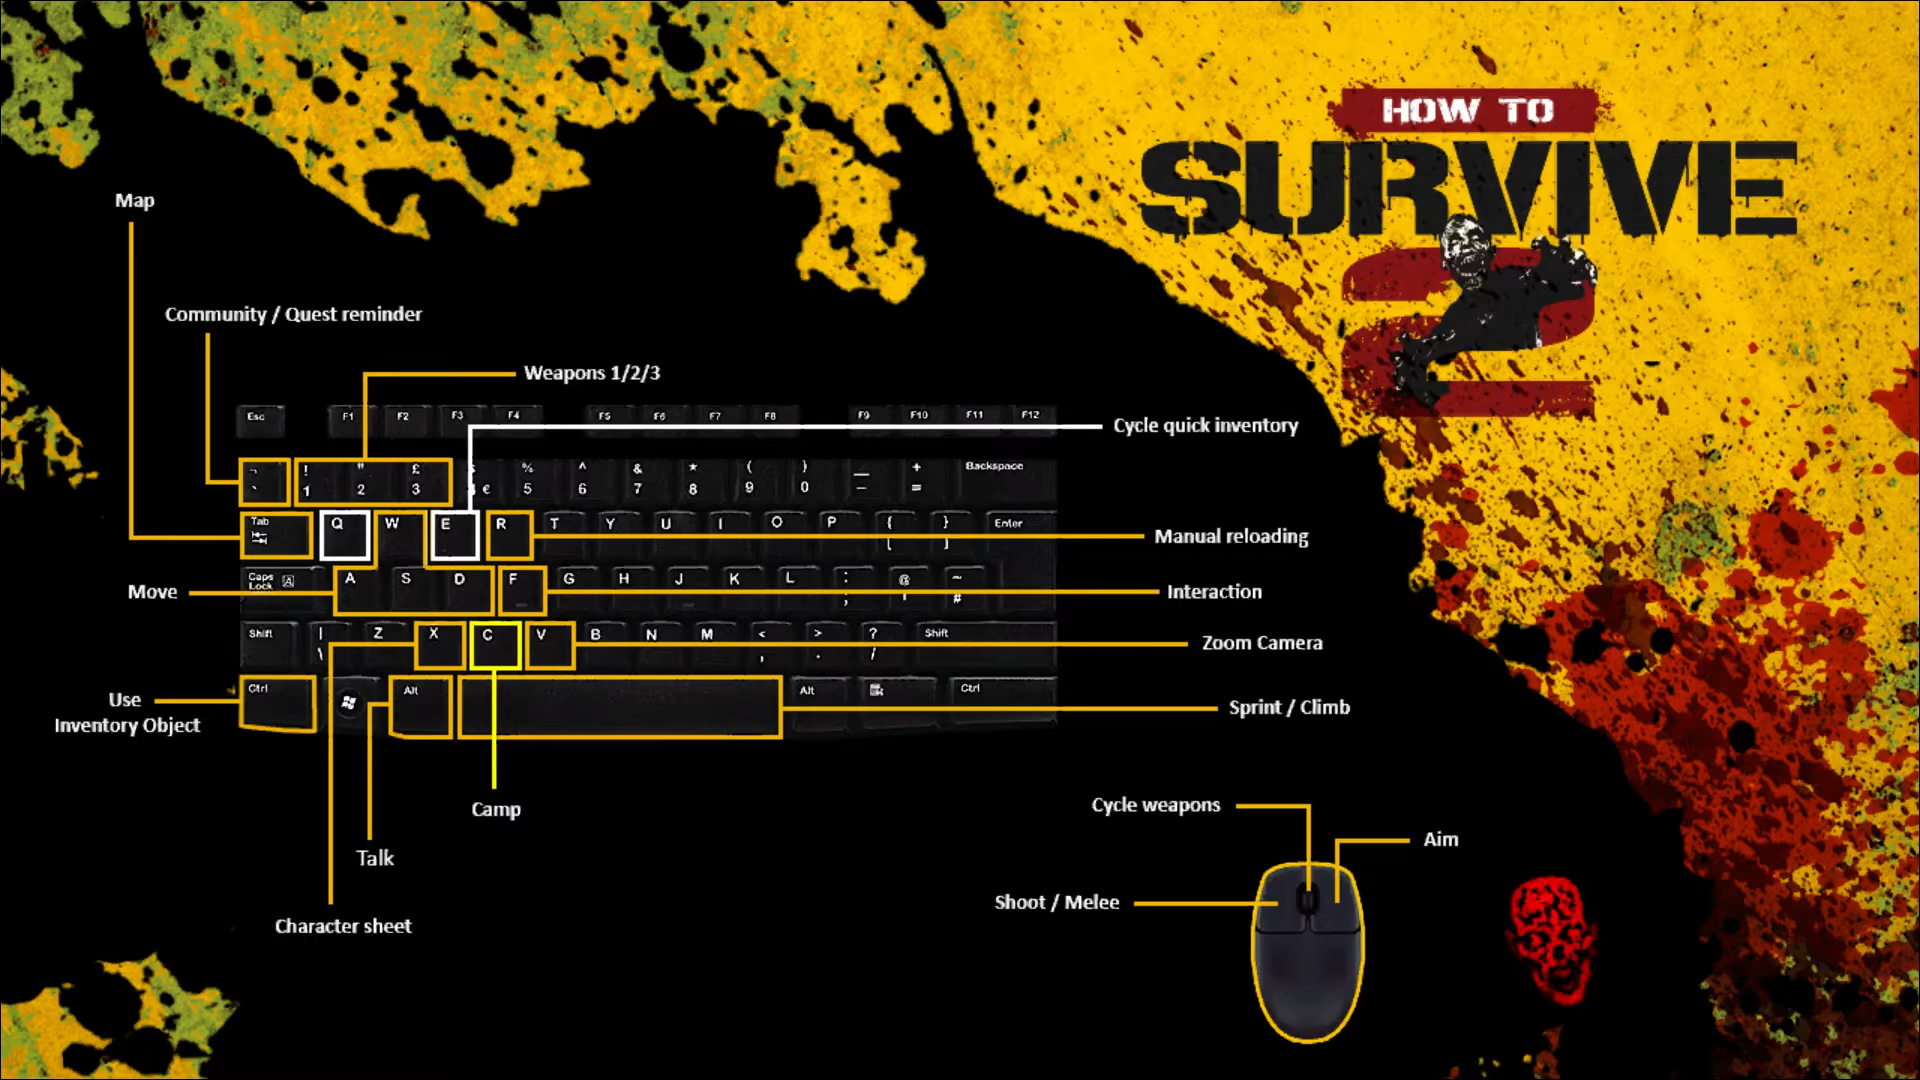 HOW TO
SURVIVE
2
Map
Community / Quest reminder
Weapons 1/2/3
Cycle quick inventory
Esc F1 F2 F3 F4 F5 F6 F7 F8 F9 F10 F11 F12
¬ ! " £ % ^ & * ( ) _ + Backspace
` 1 2 3 € 5 6 7 8 9 0 - =
Tab Q W E R T Y U I O P { } Enter
[ ]
Manual reloading
Caps Lock A A S D F G H J K L : @ ~
; ' #
Move
Interaction
Shift | Z X C V B N M < > ? Shift
\ , . /
Zoom Camera
Ctrl Alt Alt Ctrl
Use
Inventory Object
Sprint / Climb
Camp
Talk
Character sheet
Cycle weapons
Aim
Shoot / Melee